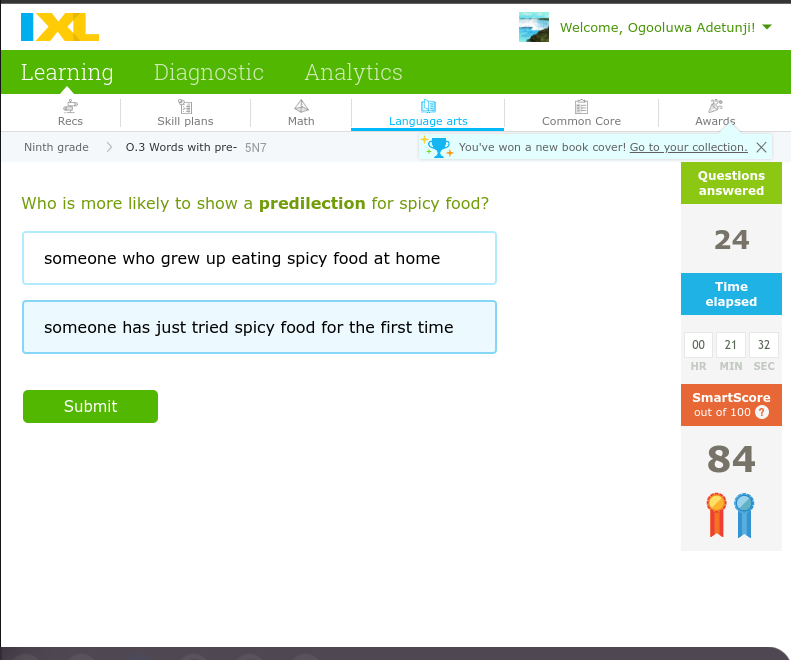 IXL
Welcome, Ogooluwa Adetunji!
Learning Diagnostic Analytics
Recs Skill plans Math Language arts Common Core Awards
Ninth grade O.3 Words with pre- 5N7
You've won a new book cover! Go to your collection.
Who is more likely to show a predilection for spicy food?
someone who grew up eating spicy food at home
someone has just tried spicy food for the first time
Submit
Questions
answered
24
Time
elapsed
00 21 32
HR MIN SEC
SmartScore
out of 100 ?
84